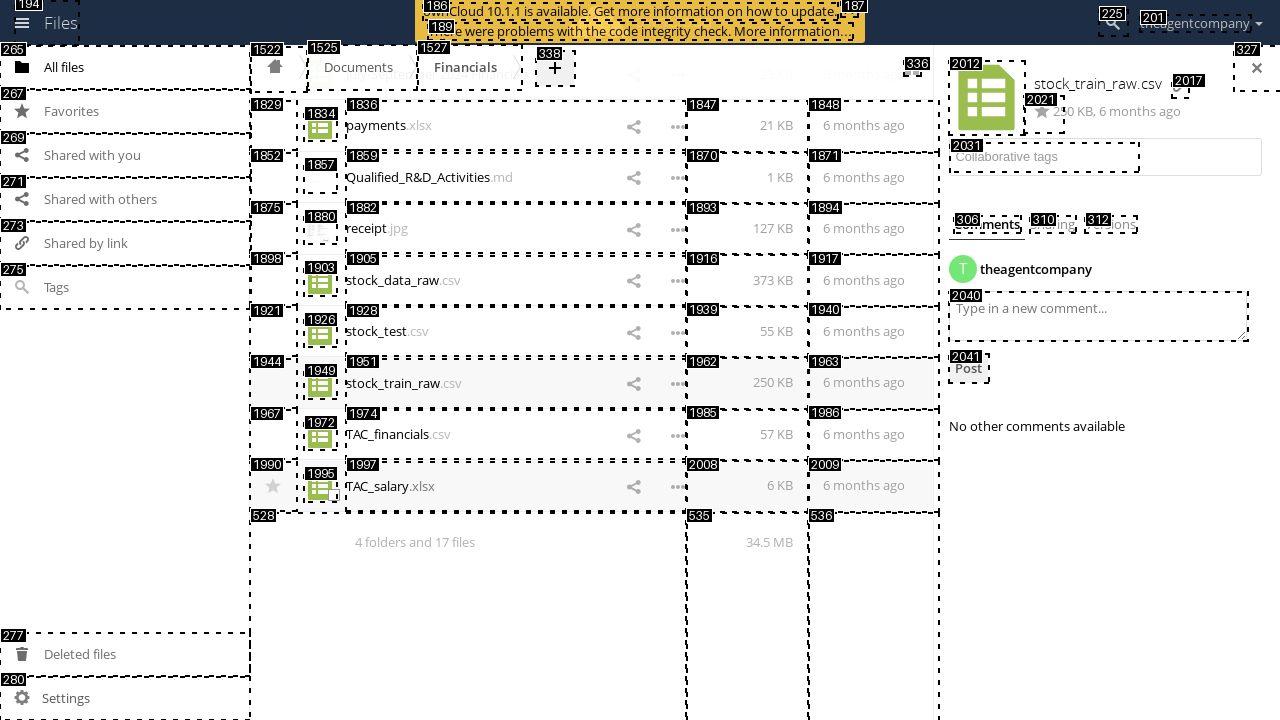 194
Files
186
ownCloud 10.1.1 is available. Get more information on how to update.
187
189
There were problems with the code integrity check. More information…
225
201
theagentcompany
265
All files
267
Favorites
269
Shared with you
271
Shared with others
273
Shared by link
275
Tags
277
Deleted files
280
Settings
1522
1525
Documents
1527
Financials
338
+
336
1829
1834
1836
payments.xlsx
1847
21 KB
1848
6 months ago
1852
1857
1859
Qualified_R&D_Activities.md
1870
1 KB
1871
6 months ago
1875
1880
1882
receipt.jpg
1893
127 KB
1894
6 months ago
1898
1903
1905
stock_data_raw.csv
1916
373 KB
1917
6 months ago
1921
1926
1928
stock_test.csv
1939
55 KB
1940
6 months ago
1944
1949
1951
stock_train_raw.csv
1962
250 KB
1963
6 months ago
1967
1972
1974
TAC_financials.csv
1985
57 KB
1986
6 months ago
1990
1995
1997
TAC_salary.xlsx
2008
6 KB
2009
6 months ago
528
535
536
4 folders and 17 files
34.5 MB
327
2012
stock_train_raw.csv
2017
2021
250 KB, 6 months ago
2031
Collaborative tags
306
Comments
310
Sharing
312
Versions
T
theagentcompany
2040
Type in a new comment...
2041
Post
No other comments available